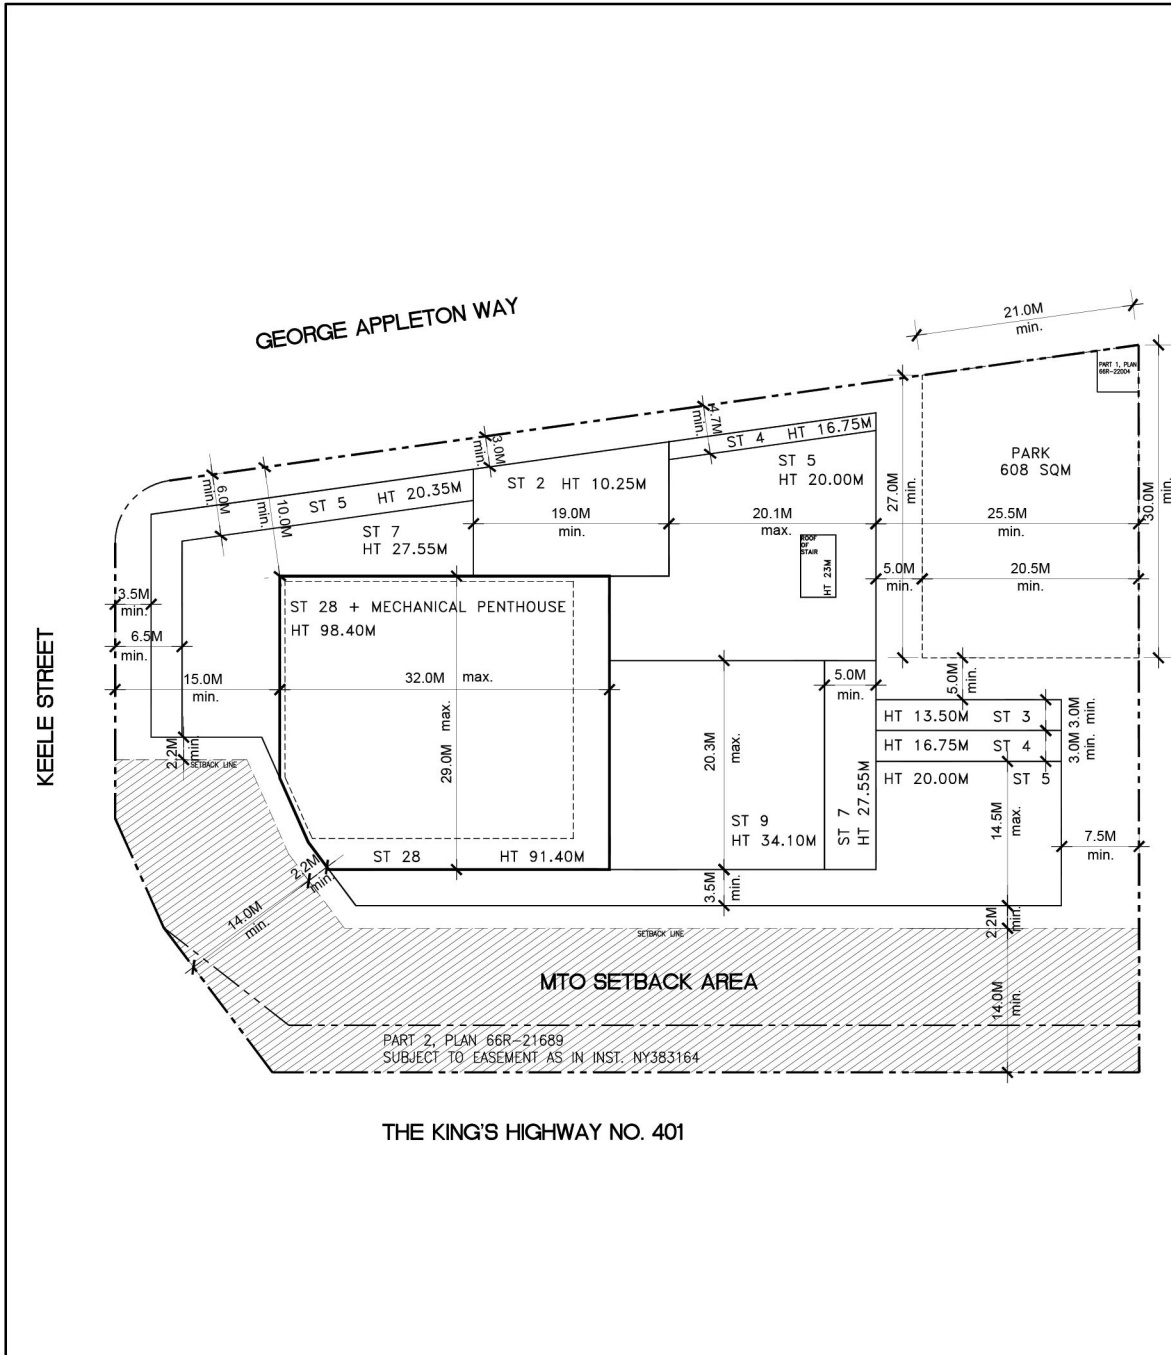 GEORGE APPLETON WAY
21.0M
min.
PART 1, PLAN
66R-22004
PARK
608 SQM
30.0M
min.
4.7M
min.
ST 4 HT 16.75M
3.0M
min.
ST 5
HT 20.00M
27.0M
min.
ST 2 HT 10.25M
6.0M
min.
10.0M
min.
ST 5 HT 20.35M
ST 7
HT 27.55M
19.0M
min.
20.1M
max.
25.5M
min.
ROOF
OF
STAIR
HT 23M
5.0M
min.
20.5M
min.
3.5M
min.
ST 28 + MECHANICAL PENTHOUSE
HT 98.40M
6.5M
min.
KEELE STREET
15.0M
min.
32.0M max.
29.0M max.
5.0M
min.
5.0M
min.
HT 13.50M ST 3
3.0M
min.
HT 16.75M ST 4
3.0M
min.
HT 20.00M ST 5
2.2M
min.
SETBACK LINE
20.3M
max.
ST 7
HT 27.55M
ST 9
HT 34.10M
14.5M
max.
7.5M
min.
ST 28 HT 91.40M
2.2M
min.
3.5M
min.
14.0M
min.
2.2M
min.
SETBACK LINE
MTO SETBACK AREA
14.0M
min.
PART 2, PLAN 66R-21689
SUBJECT TO EASEMENT AS IN INST. NY383164
THE KING'S HIGHWAY NO. 401